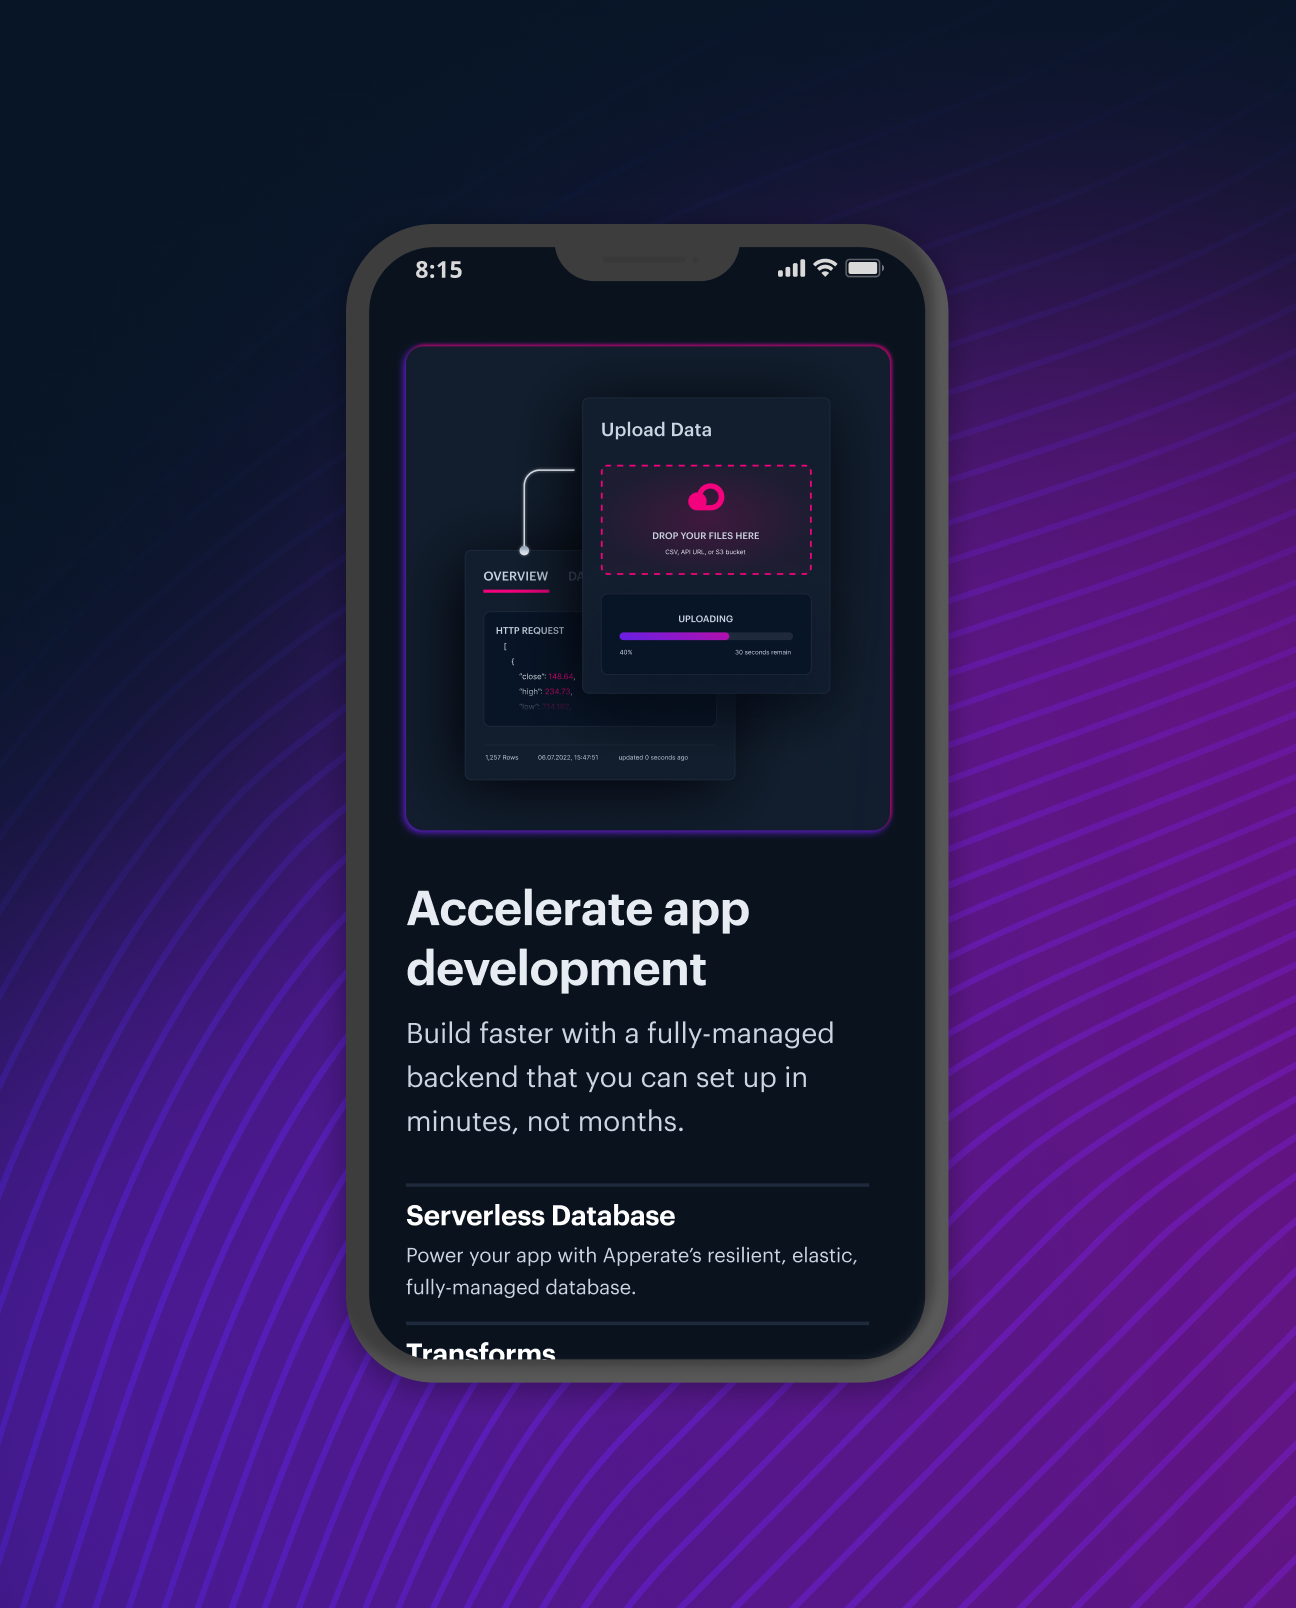 8:15
Upload Data
DROP YOUR FILES HERE
CSV, API URL, or S3 bucket
UPLOADING
40%
30 seconds remain
OVERVIEW
DA
HTTP REQUEST
[
{
"close": 148.64,
"high": 234.73,
"low":
1,257 Rows
06.07.2022, 15:47:51
updated 0 seconds ago
Accelerate app
development
Build faster with a fully-managed
backend that you can set up in
minutes, not months.
Serverless Database
Power your app with Apperate’s resilient, elastic,
fully-managed database.
Transforms